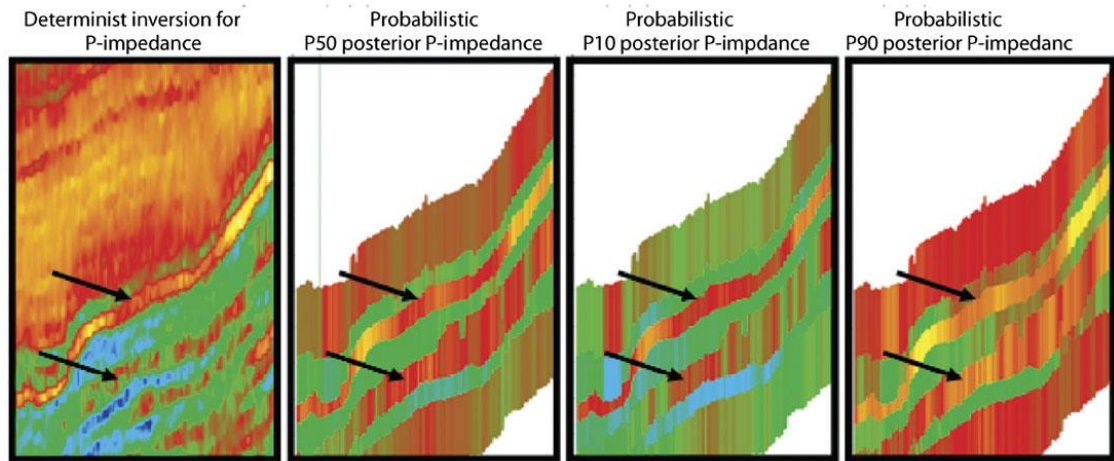 Determinist inversion for
P-impedance
Probabilistic
P50 posterior P-impedance
Probabilistic
P10 posterior P-impdance
Probabilistic
P90 posterior P-impedanc